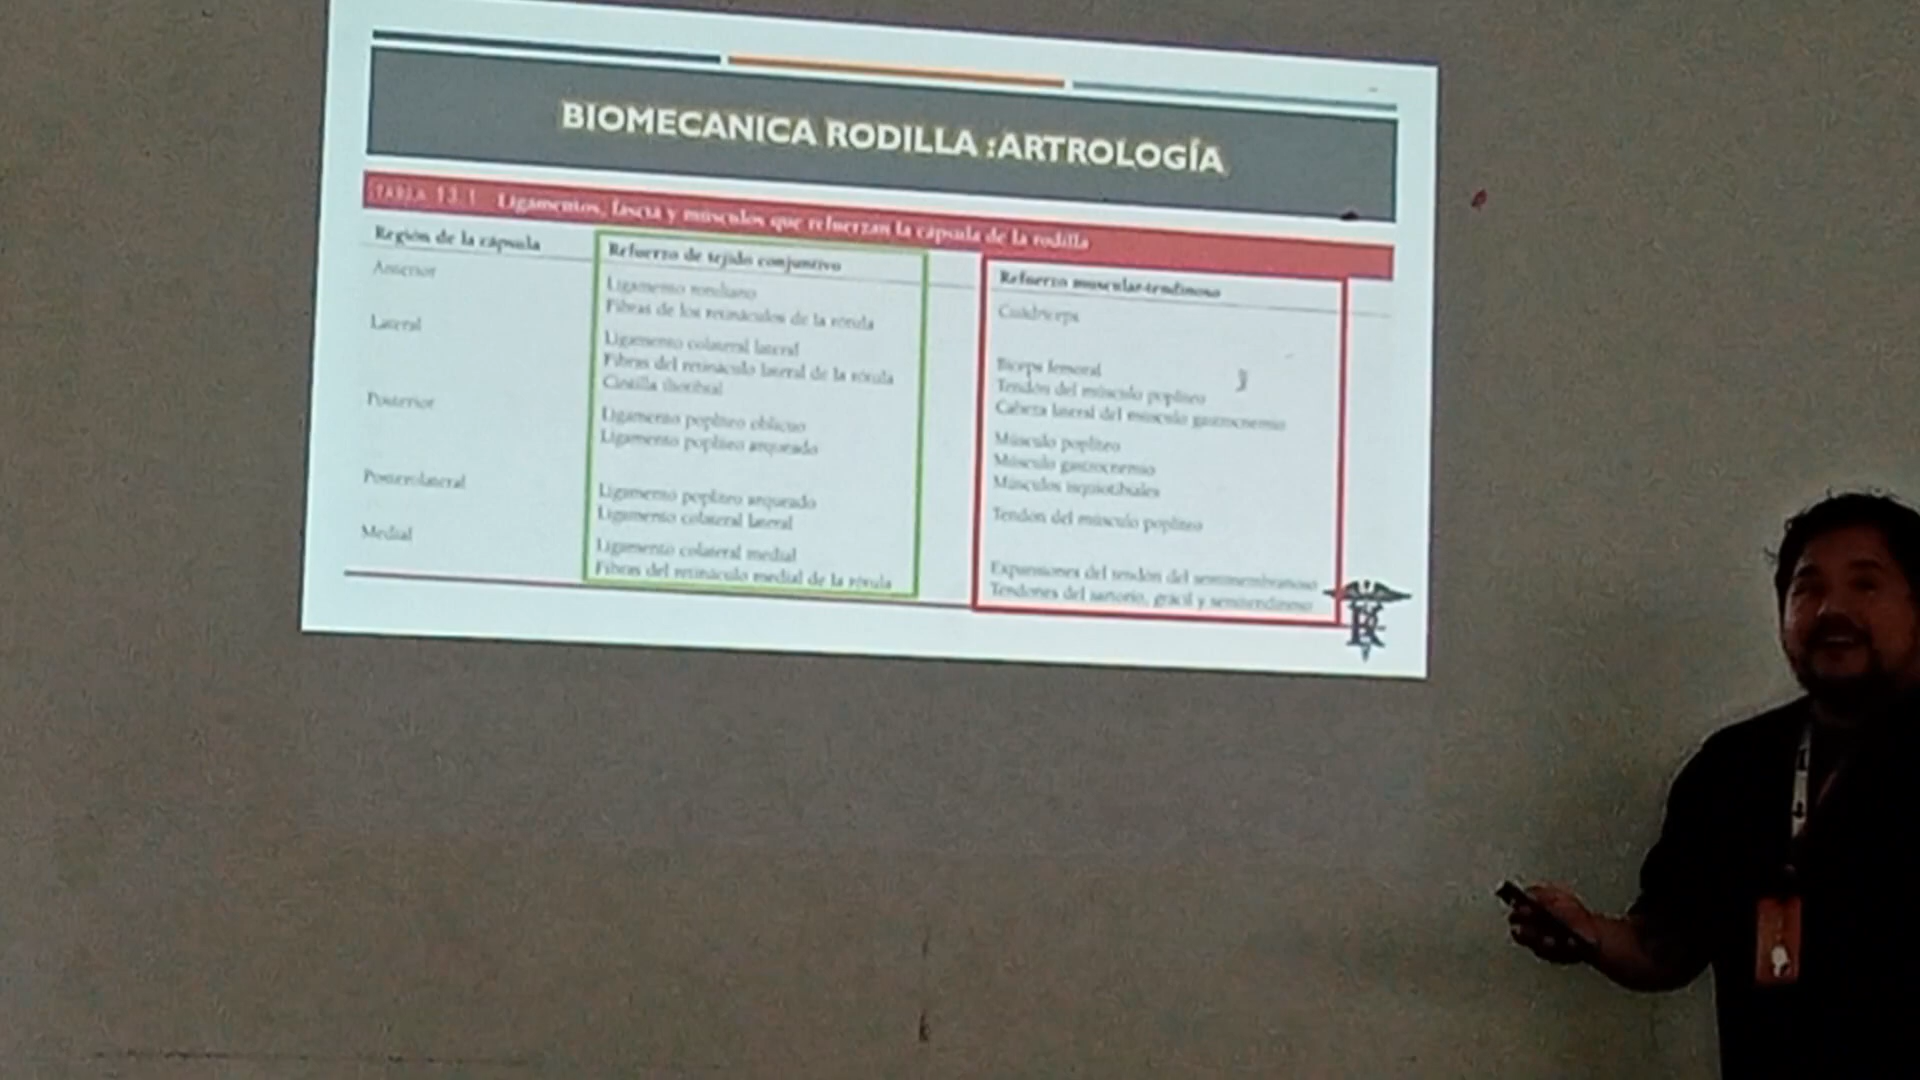 BIOMECANICA RODILLA :ARTROLOGÍA
TABLA 13.1 Ligamentos, fascia y músculos que refuerzan la cápsula de la rodilla
Región de la cápsula
Refuerzo de tejido conjuntivo
Refuerzo muscular-tendinoso
Anterior
Ligamento rotuliano
Fibras de los retináculos de la rótula
Cuádriceps
Lateral
Ligamento colateral lateral
Fibras del retináculo lateral de la rótula
Cintilla iliotibial
Bíceps femoral
Tendón del músculo poplíteo
Cabeza lateral del músculo gastrocnemio
Posterior
Ligamento poplíteo oblicuo
Ligamento poplíteo arqueado
Músculo poplíteo
Músculo gastrocnemio
Músculos isquiotibiales
Posterolateral
Ligamento poplíteo arqueado
Ligamento colateral lateral
Tendón del músculo poplíteo
Medial
Ligamento colateral medial
Fibras del retináculo medial de la rótula
Expansiones del tendón del semimembranoso
Tendones del sartorio, grácil y semitendinoso